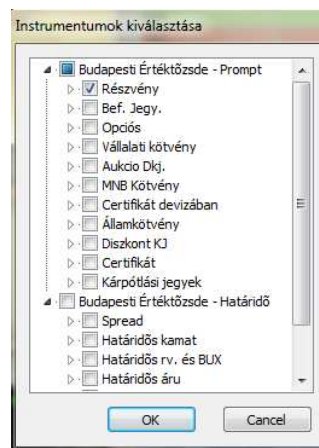 Instrumentumok kiválasztása
Budapesti Értéktőzsde - Prompt
Részvény
Bef. Jegy.
Opciós
Vállalati kötvény
Aukcio Dkj.
MNB Kötvény
Certifikát devizában
Államkötvény
Diszkont KJ
Certifikát
Kárpótlási jegyek
Budapesti Értéktőzsde - Határidő
Spread
Határidős kamat
Határidős rv. és BUX
Határidős áru
OK Cancel